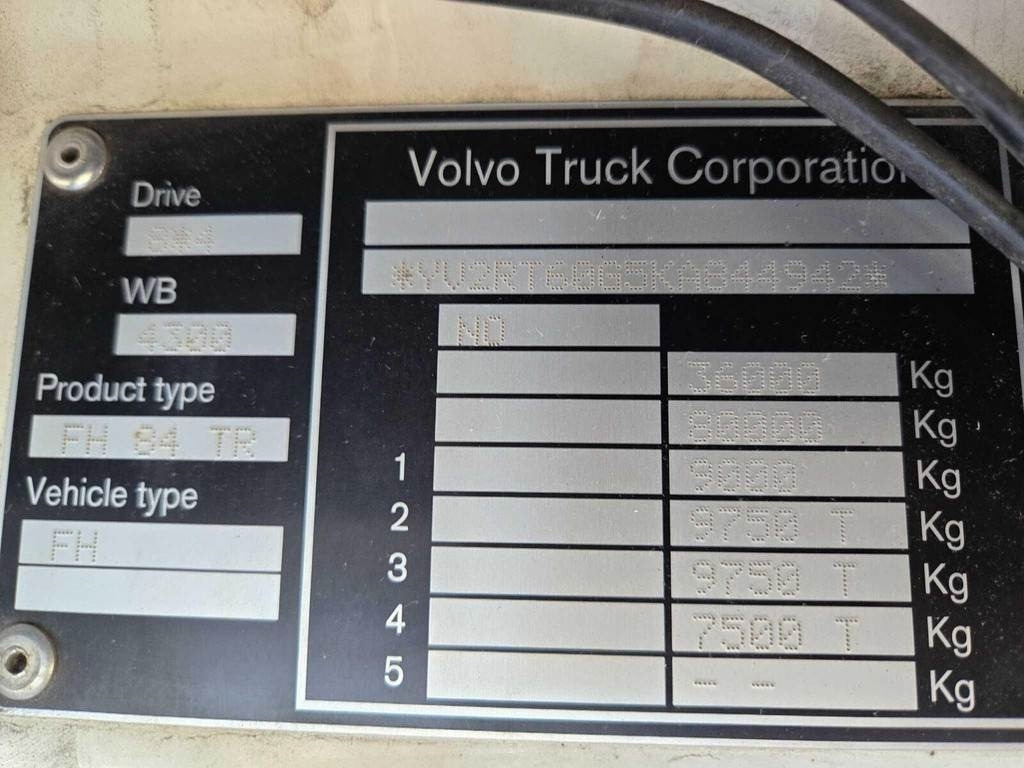 Volvo Truck Corporation
Drive
8*4
WB
4300
Product type
FH 84 TR
Vehicle type
FH
*YV2RT60G5KA844942*
NO
36000 Kg
80000 Kg
1 9000 Kg
2 9750 T Kg
3 9750 T Kg
4 7500 T Kg
5 -- -- Kg